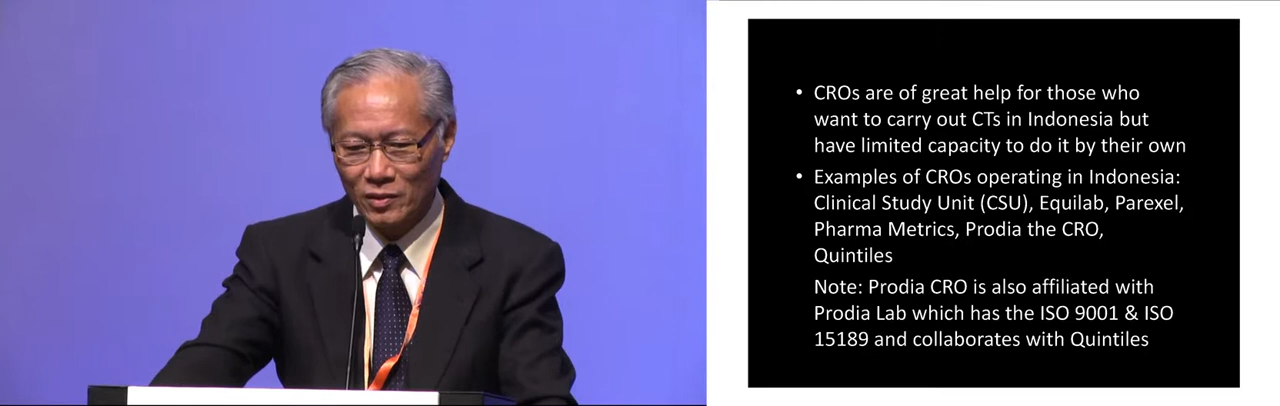 • CROs are of great help for those who
want to carry out CTs in Indonesia but
have limited capacity to do it by their own
• Examples of CROs operating in Indonesia:
Clinical Study Unit (CSU), Equilab, Parexel,
Pharma Metrics, Prodia the CRO,
Quintiles
Note: Prodia CRO is also affiliated with
Prodia Lab which has the ISO 9001 & ISO
15189 and collaborates with Quintiles